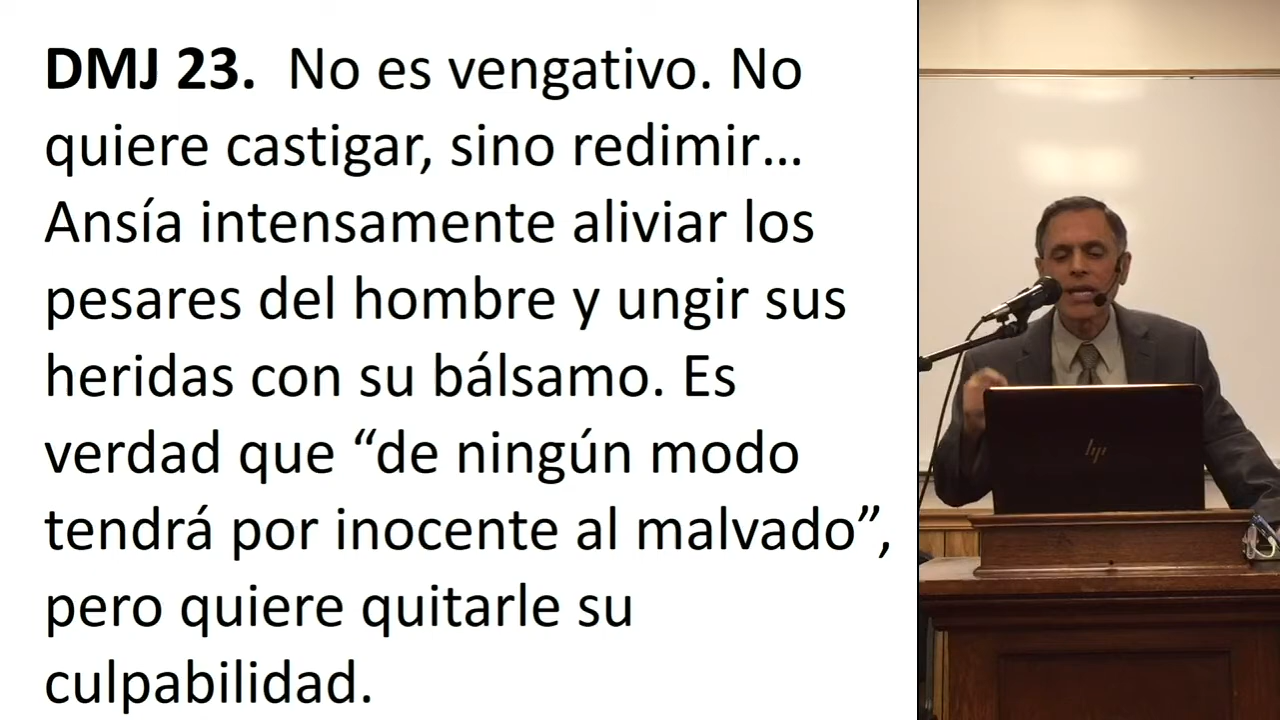 DMJ 23. No es vengativo. No
quiere castigar, sino redimir...
Ansía intensamente aliviar los
pesares del hombre y ungir sus
heridas con su bálsamo. Es
verdad que “de ningún modo
tendrá por inocente al malvado”,
pero quiere quitarle su
culpabilidad.
hp